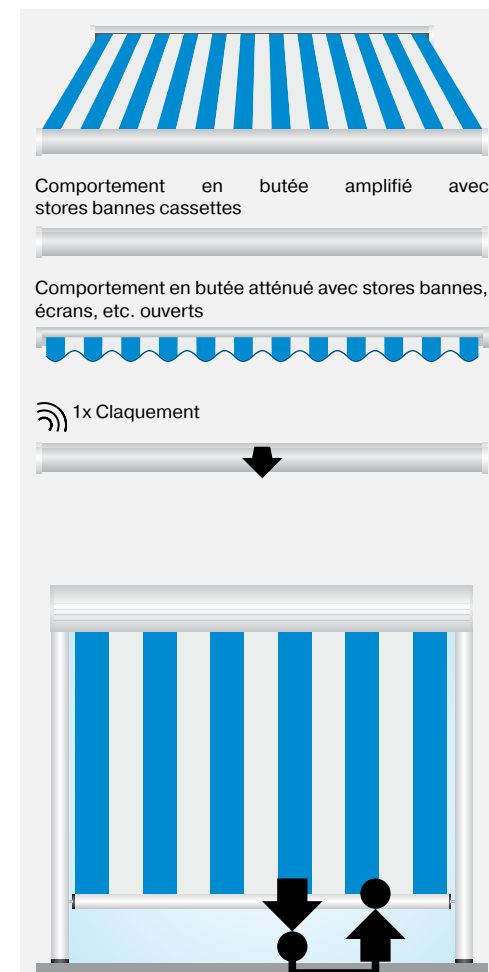 Comportement en butée amplifié avec
stores bannes cassettes
Comportement en butée atténué avec stores bannes,
écrans, etc. ouverts
1x Claquement